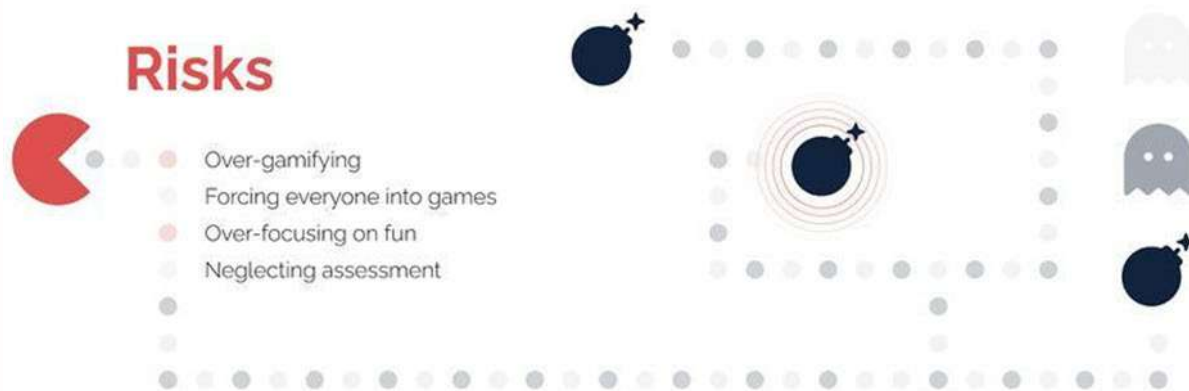 Risks
Over-gamifying
Forcing everyone into games
Over-focusing on fun
Neglecting assessment